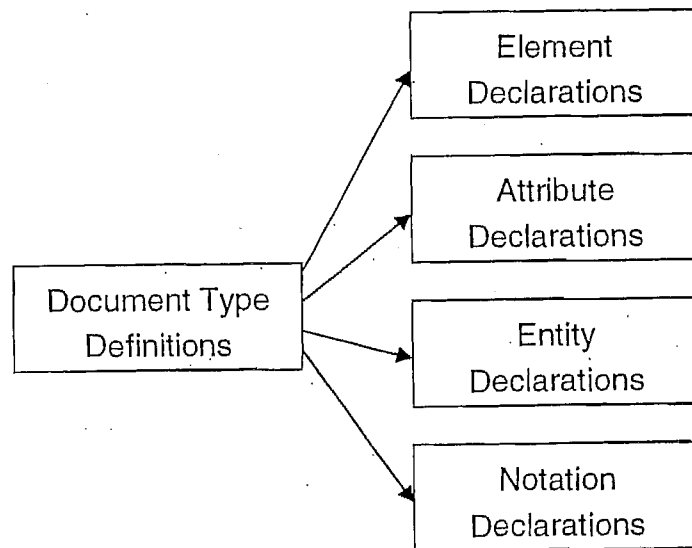 Element
Declarations
Attribute
Declarations
Document Type
Definitions
Entity
Declarations
Notation
Declarations